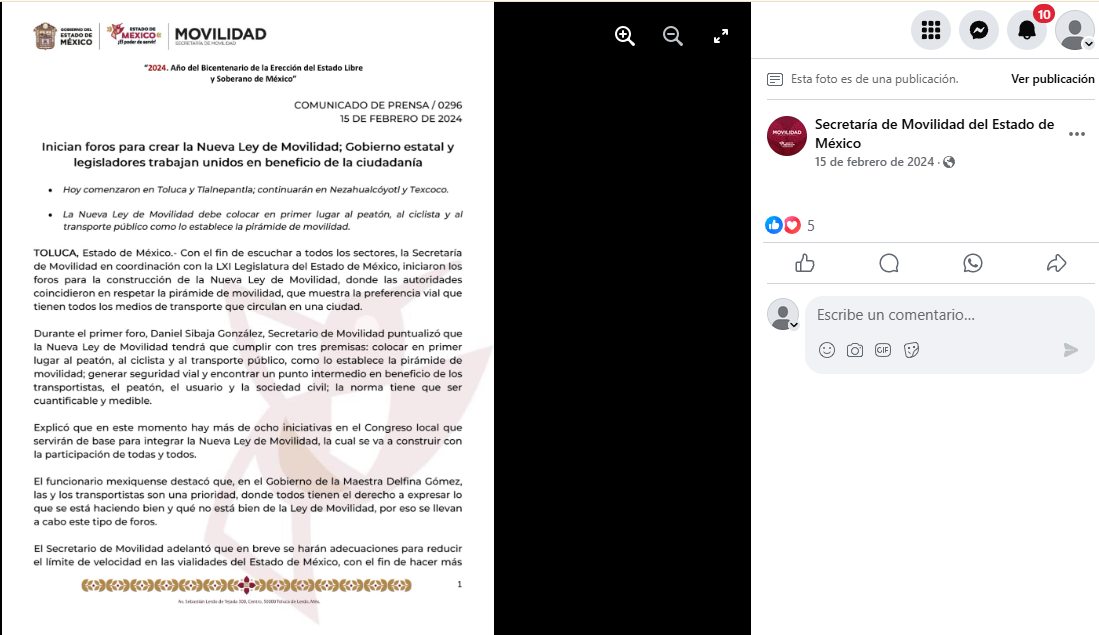 GOBIERNO DEL
ESTADO DE
MÉXICO
ESTADO DE
MÉXICO
¡El poder de servir!
MOVILIDAD
SECRETARÍA DE MOVILIDAD
"2024. Año del Bicentenario de la Erección del Estado Libre
y Soberano de México"
COMUNICADO DE PRENSA / 0296
15 DE FEBRERO DE 2024
Inician foros para crear la Nueva Ley de Movilidad; Gobierno estatal y
legisladores trabajan unidos en beneficio de la ciudadanía
• Hoy comenzaron en Toluca y Tlalnepantla; continuarán en Nezahualcóyotl y Texcoco.
• La Nueva Ley de Movilidad debe colocar en primer lugar al peatón, al ciclista y al
transporte público como lo establece la pirámide de movilidad.
TOLUCA, Estado de México.- Con el fin de escuchar a todos los sectores, la Secretaría
de Movilidad en coordinación con la LXI Legislatura del Estado de México, iniciaron los
foros para la construcción de la Nueva Ley de Movilidad, donde las autoridades
coincidieron en respetar la pirámide de movilidad, que muestra la preferencia vial que
tienen todos los medios de transporte que circulan en una ciudad.
Durante el primer foro, Daniel Sibaja González, Secretario de Movilidad puntualizó que
la Nueva Ley de Movilidad tendrá que cumplir con tres premisas: colocar en primer
lugar al peatón, al ciclista y al transporte público, como lo establece la pirámide de
movilidad; generar seguridad vial y encontrar un punto intermedio en beneficio de los
transportistas, el peatón, el usuario y la sociedad civil; la norma tiene que ser
cuantificable y medible.
Explicó que en este momento hay más de ocho iniciativas en el Congreso local que
servirán de base para integrar la Nueva Ley de Movilidad, la cual se va a construir con
la participación de todas y todos.
El funcionario mexiquense destacó que, en el Gobierno de la Maestra Delfina Gómez,
las y los transportistas son una prioridad, donde todos tienen el derecho a expresar lo
que se está haciendo bien y qué no está bien de la Ley de Movilidad, por eso se llevan
a cabo este tipo de foros.
El Secretario de Movilidad adelantó que en breve se harán adecuaciones para reducir
el límite de velocidad en las vialidades del Estado de México, con el fin de hacer más
1
Av. Sebastián Lerdo de Tejada 300, Centro, 50000 Toluca de Lerdo, Méx.
10
Esta foto es de una publicación.
Ver publicación
MOVILIDAD
Secretaría de Movilidad del Estado de
México
15 de febrero de 2024 ·
5
Escribe un comentario...
GIF